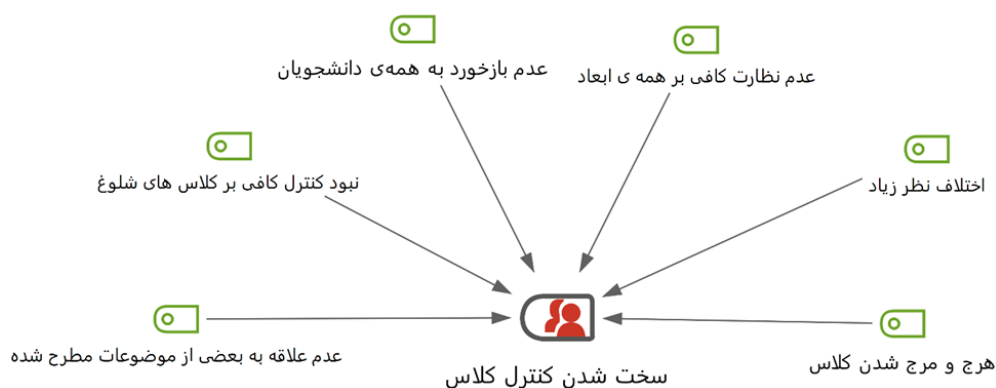 عدم بازخورد به همه‌ی دانشجویان
عدم نظارت کافی بر همه ی ابعاد
نبود کنترل کافی بر کلاس های شلوغ
اختلاف نظر زیاد
عدم علاقه به بعضی از موضوعات مطرح شده
هرج و مرج شدن کلاس
سخت شدن کنترل کلاس